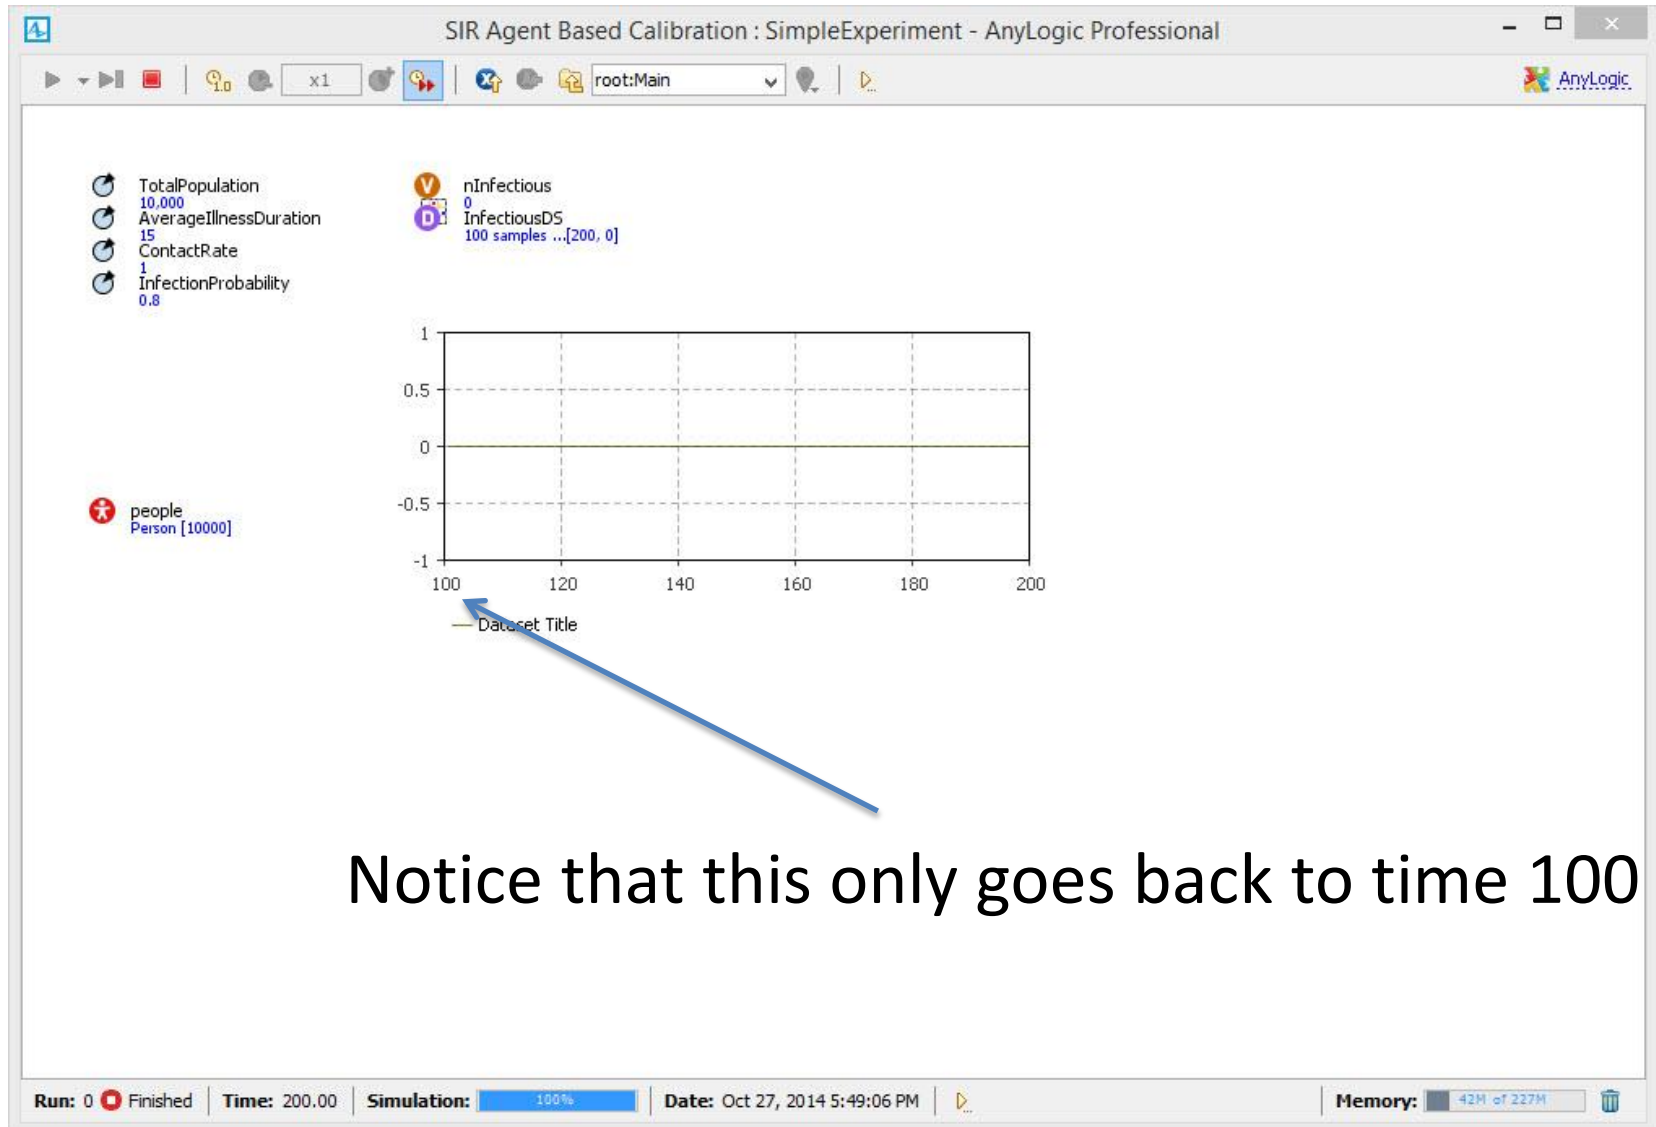 SIR Agent Based Calibration : SimpleExperiment - AnyLogic Professional
x1 root:Main AnyLogic
TotalPopulation
10,000
AverageIllnessDuration
15
ContactRate
1
InfectionProbability
0.8
nInfectious
0
InfectiousDS
100 samples ...[200, 0]
people
Person [10000]
1
0.5
0
-0.5
-1
100 120 140 160 180 200
Dataset Title
Notice that this only goes back to time 100
Run: 0 Finished Time: 200.00 Simulation: 100% Date: Oct 27, 2014 5:49:06 PM Memory: 42M of 227M